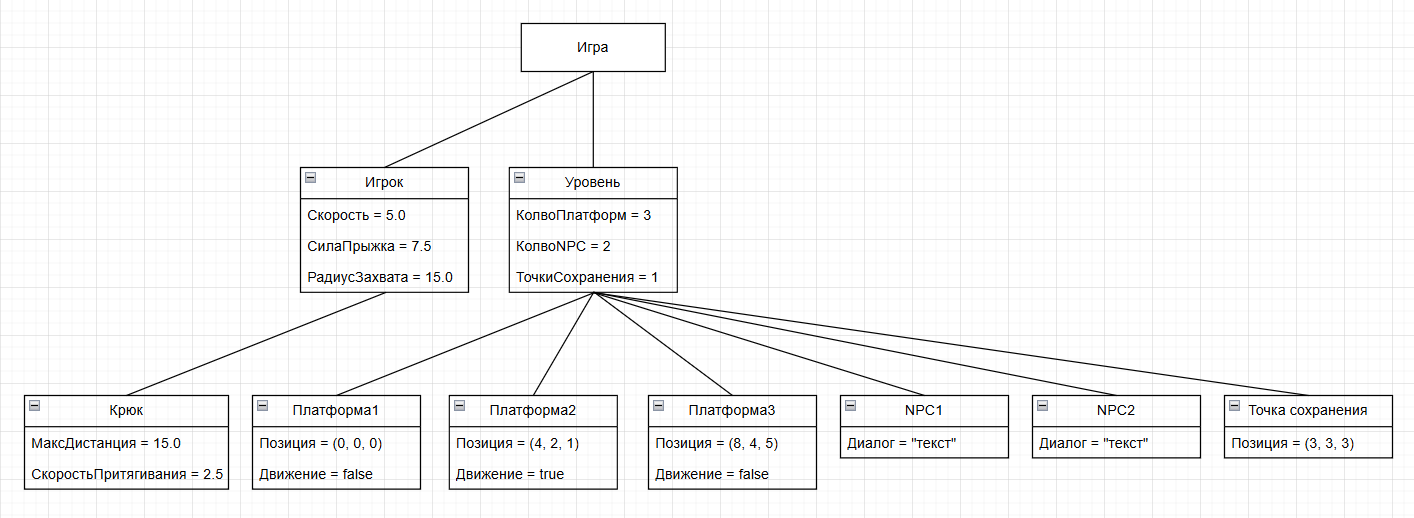 Игра
Игрок
Скорость = 5.0
СилаПрыжка = 7.5
РадиусЗахвата = 15.0
Уровень
КолвоПлатформ = 3
КолвоNPC = 2
ТочкиСохранения = 1
Крюк
МаксДистанция = 15.0
СкоростьПритягивания = 2.5
Платформа1
Позиция = (0, 0, 0)
Движение = false
Платформа2
Позиция = (4, 2, 1)
Движение = true
Платформа3
Позиция = (8, 4, 5)
Движение = false
NPC1
Диалог = "текст"
NPC2
Диалог = "текст"
Точка сохранения
Позиция = (3, 3, 3)